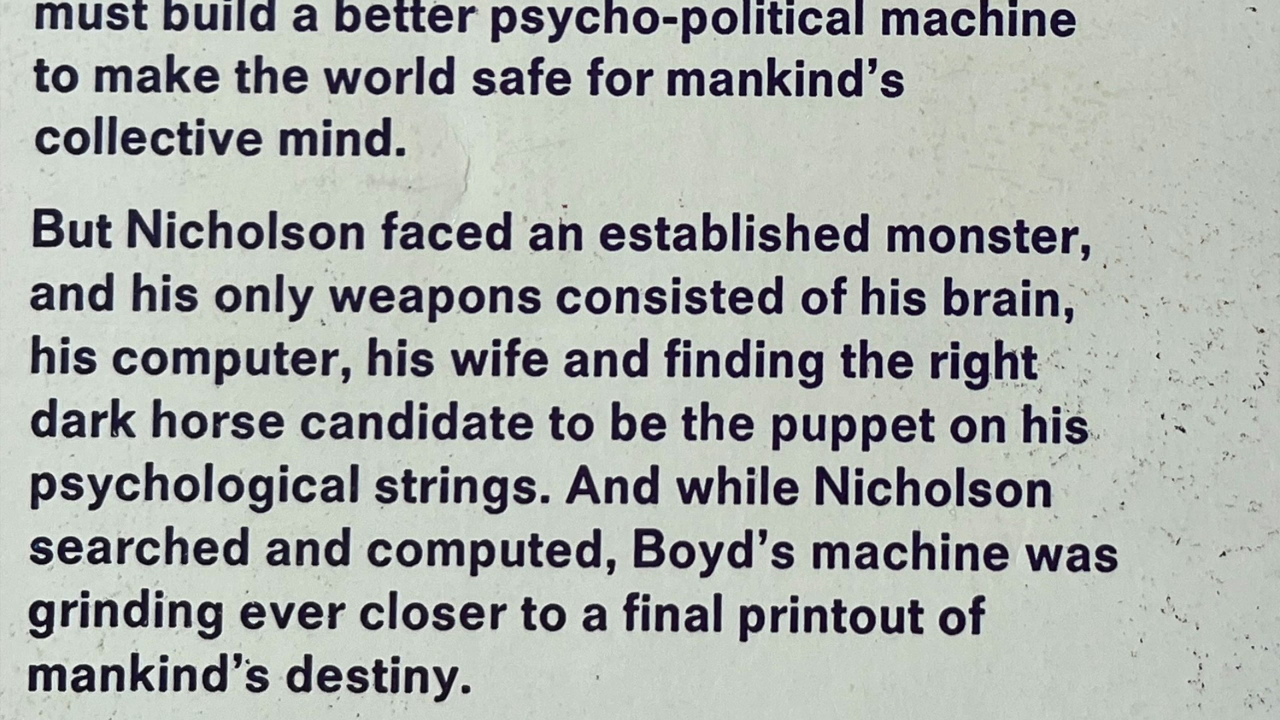 must build a better psycho-political machine
to make the world safe for mankind's
collective mind.
But Nicholson faced an established monster,
and his only weapons consisted of his brain,
his computer, his wife and finding the right
dark horse candidate to be the puppet on his
psychological strings. And while Nicholson
searched and computed, Boyd's machine was
grinding ever closer to a final printout of
mankind's destiny.